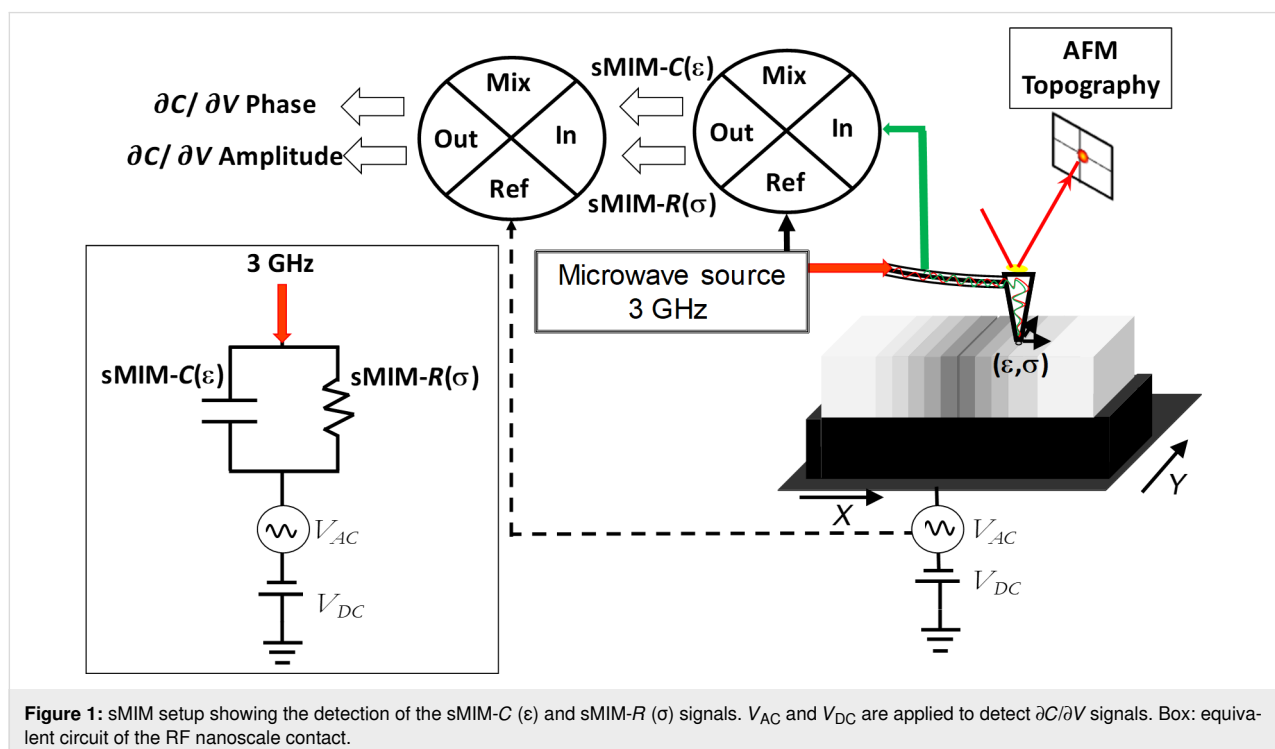 AFM
Topography
sMIM-C(ε)
Mix
Mix
∂C/ ∂V Phase
Out
In
Out
In
∂C/ ∂V Amplitude
Ref
Ref
sMIM-R(σ)
3 GHz
Microwave source
3 GHz
sMIM-C(ε)
sMIM-R(σ)
(ε,σ)
X
Y
V_AC
V_DC
V_AC
V_DC
Figure 1: sMIM setup showing the detection of the sMIM-C (ε) and sMIM-R (σ) signals. V_AC and V_DC are applied to detect ∂C/∂V signals. Box: equiva-
lent circuit of the RF nanoscale contact.